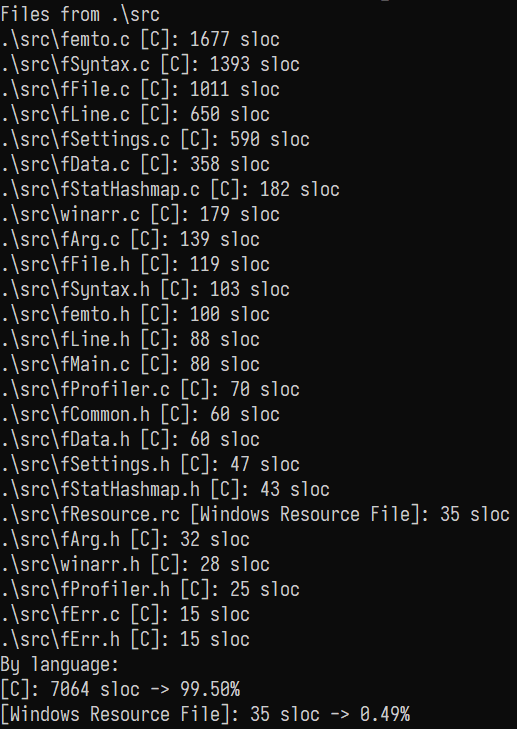 Files from .\src
.\src\femto.c [C]: 1677 sloc
.\src\fSyntax.c [C]: 1393 sloc
.\src\fFile.c [C]: 1011 sloc
.\src\fLine.c [C]: 650 sloc
.\src\fSettings.c [C]: 590 sloc
.\src\fData.c [C]: 358 sloc
.\src\fStatHashmap.c [C]: 182 sloc
.\src\winarr.c [C]: 179 sloc
.\src\fArg.c [C]: 139 sloc
.\src\fFile.h [C]: 119 sloc
.\src\fSyntax.h [C]: 103 sloc
.\src\femto.h [C]: 100 sloc
.\src\fLine.h [C]: 88 sloc
.\src\fMain.c [C]: 80 sloc
.\src\fProfiler.c [C]: 70 sloc
.\src\fCommon.h [C]: 60 sloc
.\src\fData.h [C]: 60 sloc
.\src\fSettings.h [C]: 47 sloc
.\src\fStatHashmap.h [C]: 43 sloc
.\src\fResource.rc [Windows Resource File]: 35 sloc
.\src\fArg.h [C]: 32 sloc
.\src\winarr.h [C]: 28 sloc
.\src\fProfiler.h [C]: 25 sloc
.\src\fErr.c [C]: 15 sloc
.\src\fErr.h [C]: 15 sloc
By language:
[C]: 7064 sloc -> 99.50%
[Windows Resource File]: 35 sloc -> 0.49%